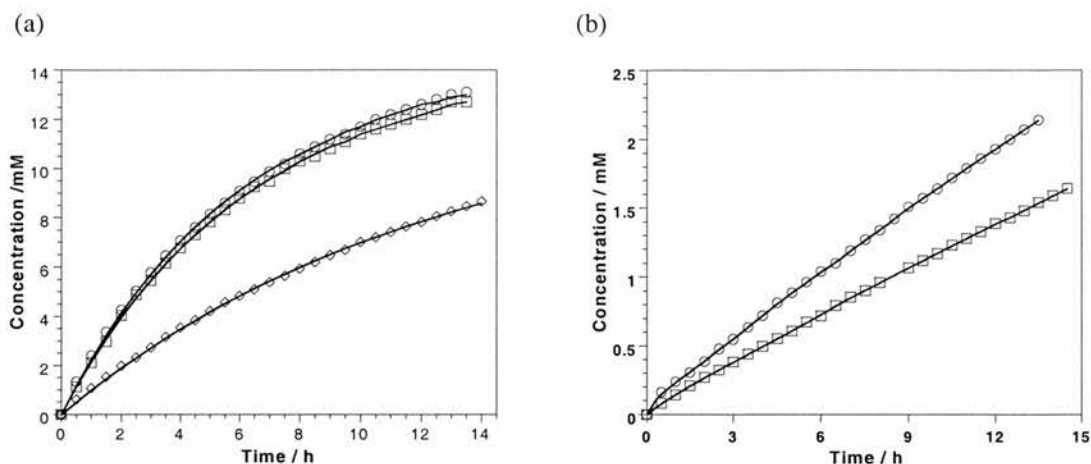 (a)
(b)
Concentration /mM
14
12
10
8
6
4
2
0
0 2 4 6 8 10 12 14
Time / h
Concentration / mM
2.5
2
1.5
1
0.5
0
0 3 6 9 12 15
Time / h